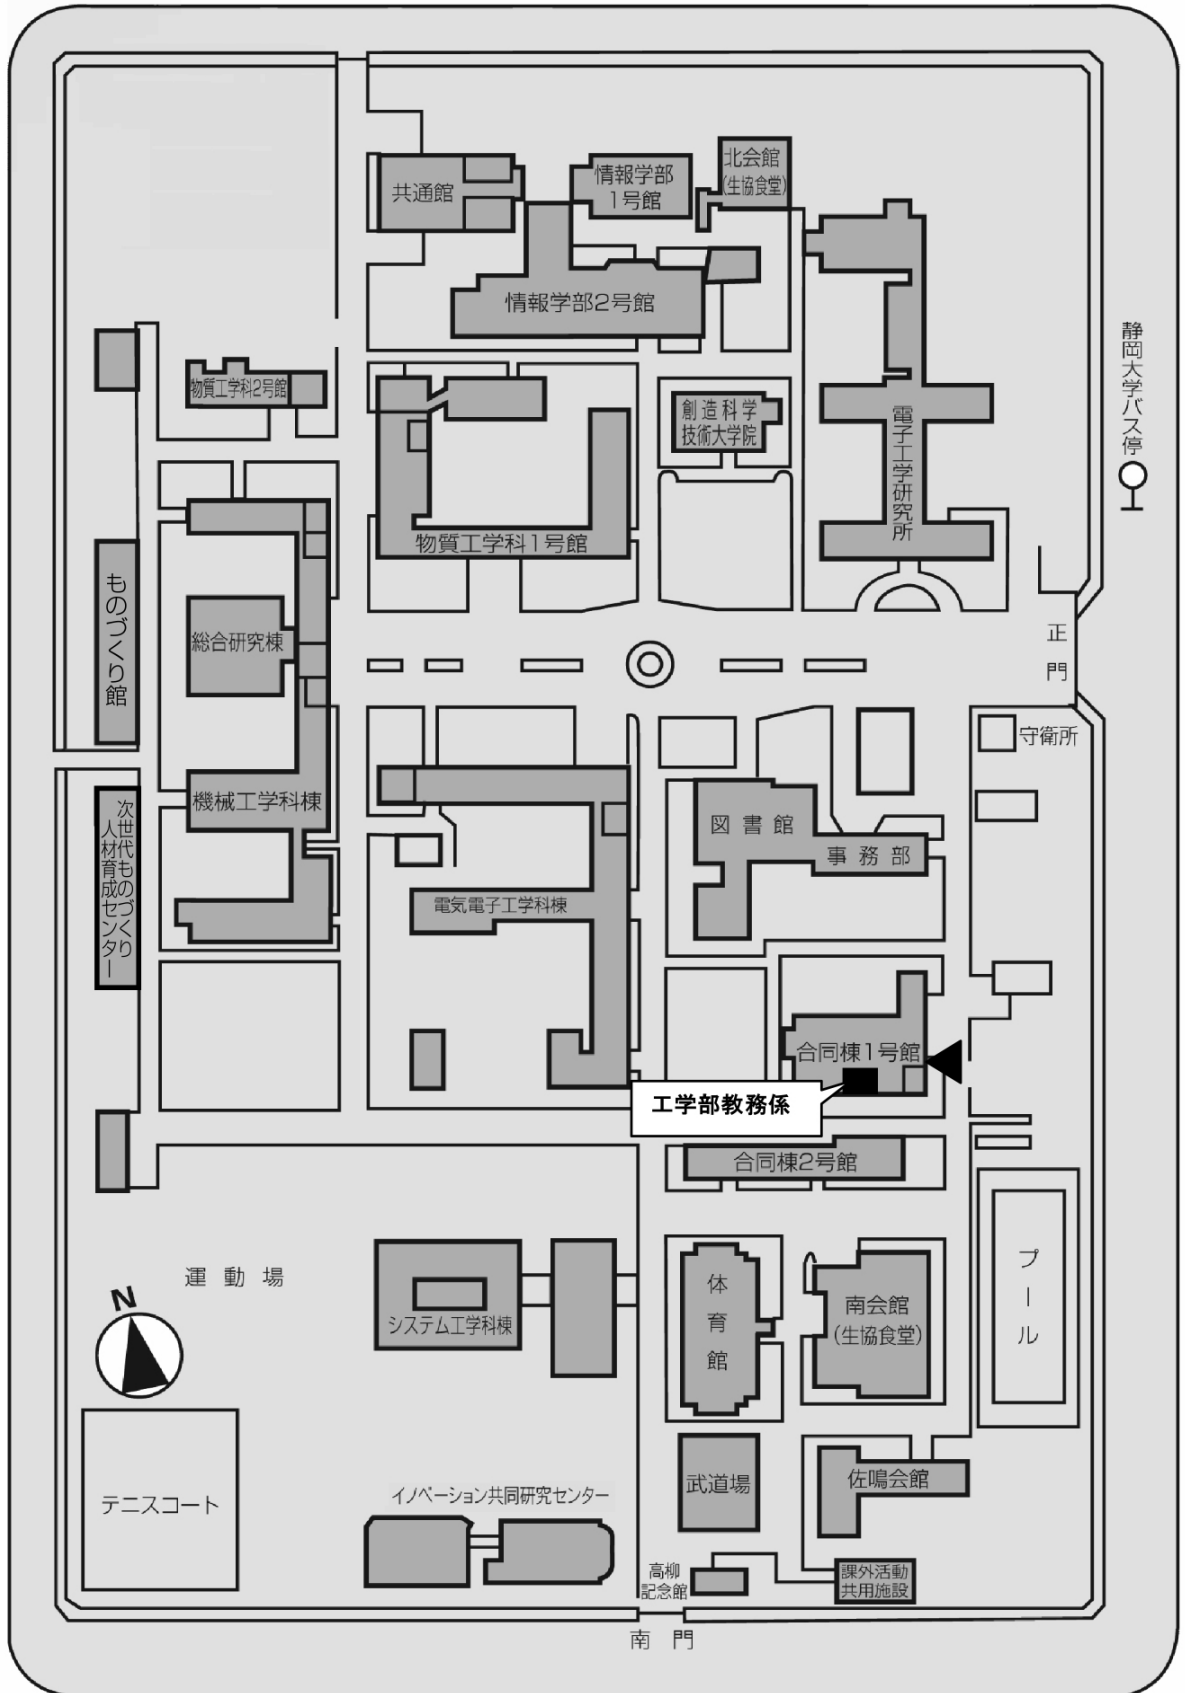 共通館
情報学部
1号館
北会館
(生協食堂)
情報学部2号館
静岡大学バス停
物質工学科2号館
創造科学
技術大学院
電子工学研究所
物質工学科1号館
ものづくり館
総合研究棟
正門
守衛所
機械工学科棟
図書館
事務部
次世代ものづくり
人材育成センター
電気電子工学科棟
合同棟1号館
工学部教務係
合同棟2号館
運動場
N
システム工学科棟
体育館
南会館
(生協食堂)
プール
テニスコート
イノベーション共同研究センター
武道場
佐鳴会館
高柳
記念館
課外活動
共用施設
南門